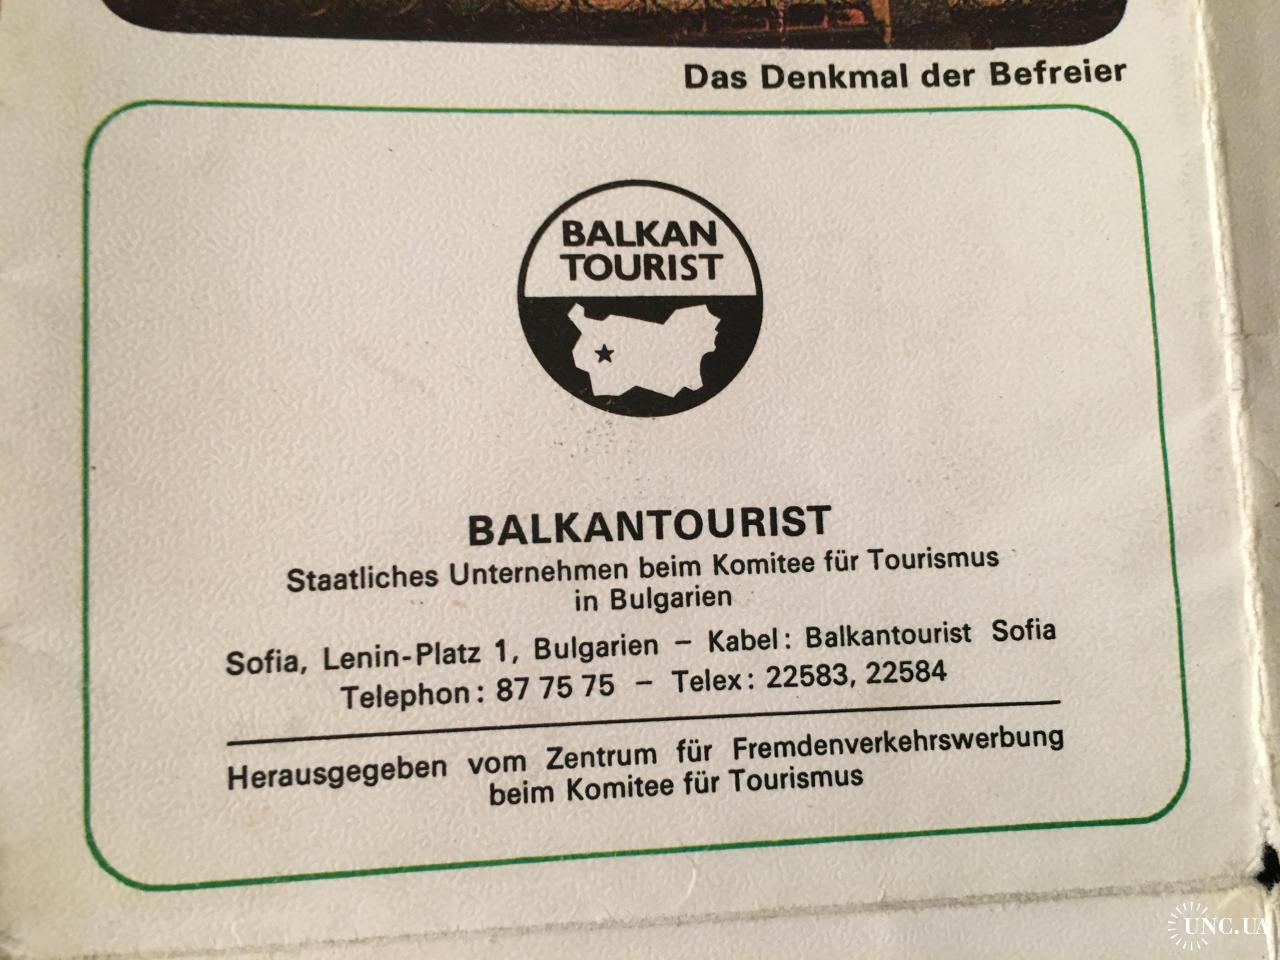 Das Denkmal der Befreier
BALKAN
TOURIST
BALKANTOURIST
Staatliches Unternehmen beim Komitee für Tourismus
in Bulgarien
Sofia, Lenin-Platz 1, Bulgarien – Kabel: Balkantourist Sofia
Telephon: 87 75 75 – Telex: 22583, 22584
Herausgegeben vom Zentrum für Fremdenverkehrswerbung
beim Komitee für Tourismus
UNC.UA